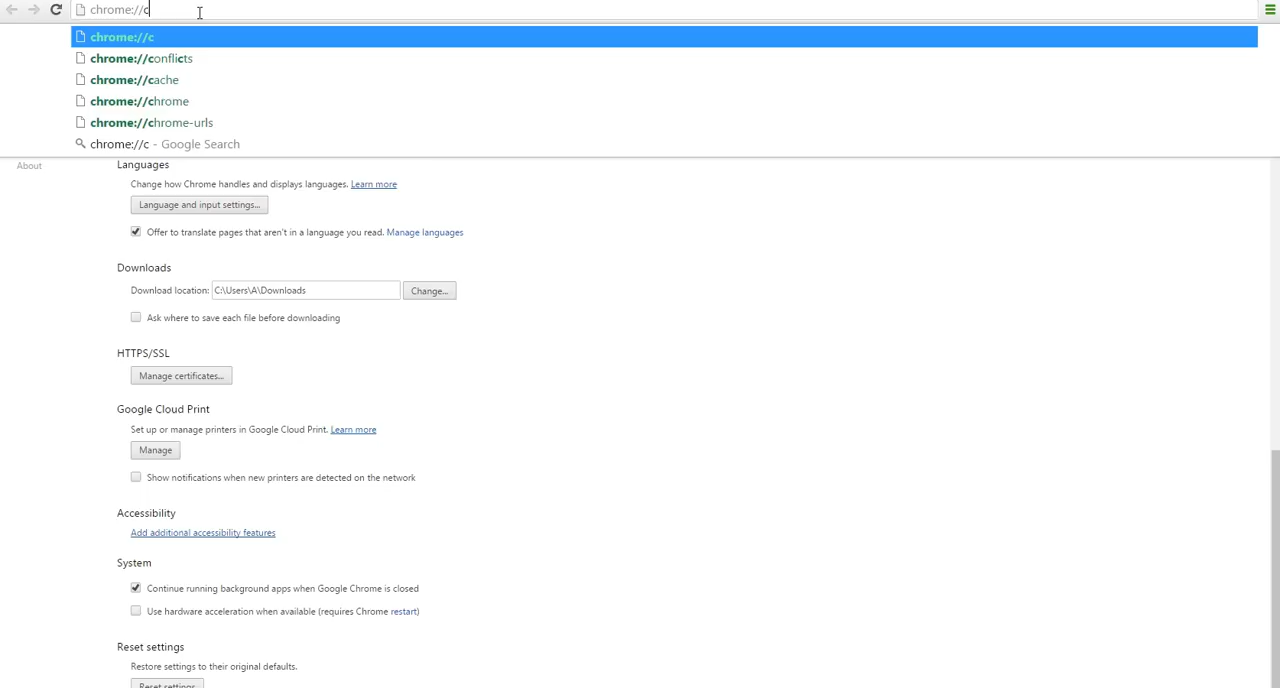 chrome://c
chrome://c
chrome://conflicts
chrome://cache
chrome://chrome
chrome://chrome-urls
chrome://c - Google Search
About
Languages
Change how Chrome handles and displays languages. Learn more
Language and input settings...
Offer to translate pages that aren't in a language you read. Manage languages
Downloads
Download location: C:\Users\A\Downloads Change...
Ask where to save each file before downloading
HTTPS/SSL
Manage certificates...
Google Cloud Print
Set up or manage printers in Google Cloud Print. Learn more
Manage
Show notifications when new printers are detected on the network
Accessibility
Add additional accessibility features
System
Continue running background apps when Google Chrome is closed
Use hardware acceleration when available (requires Chrome restart)
Reset settings
Restore settings to their original defaults.
Reset settings